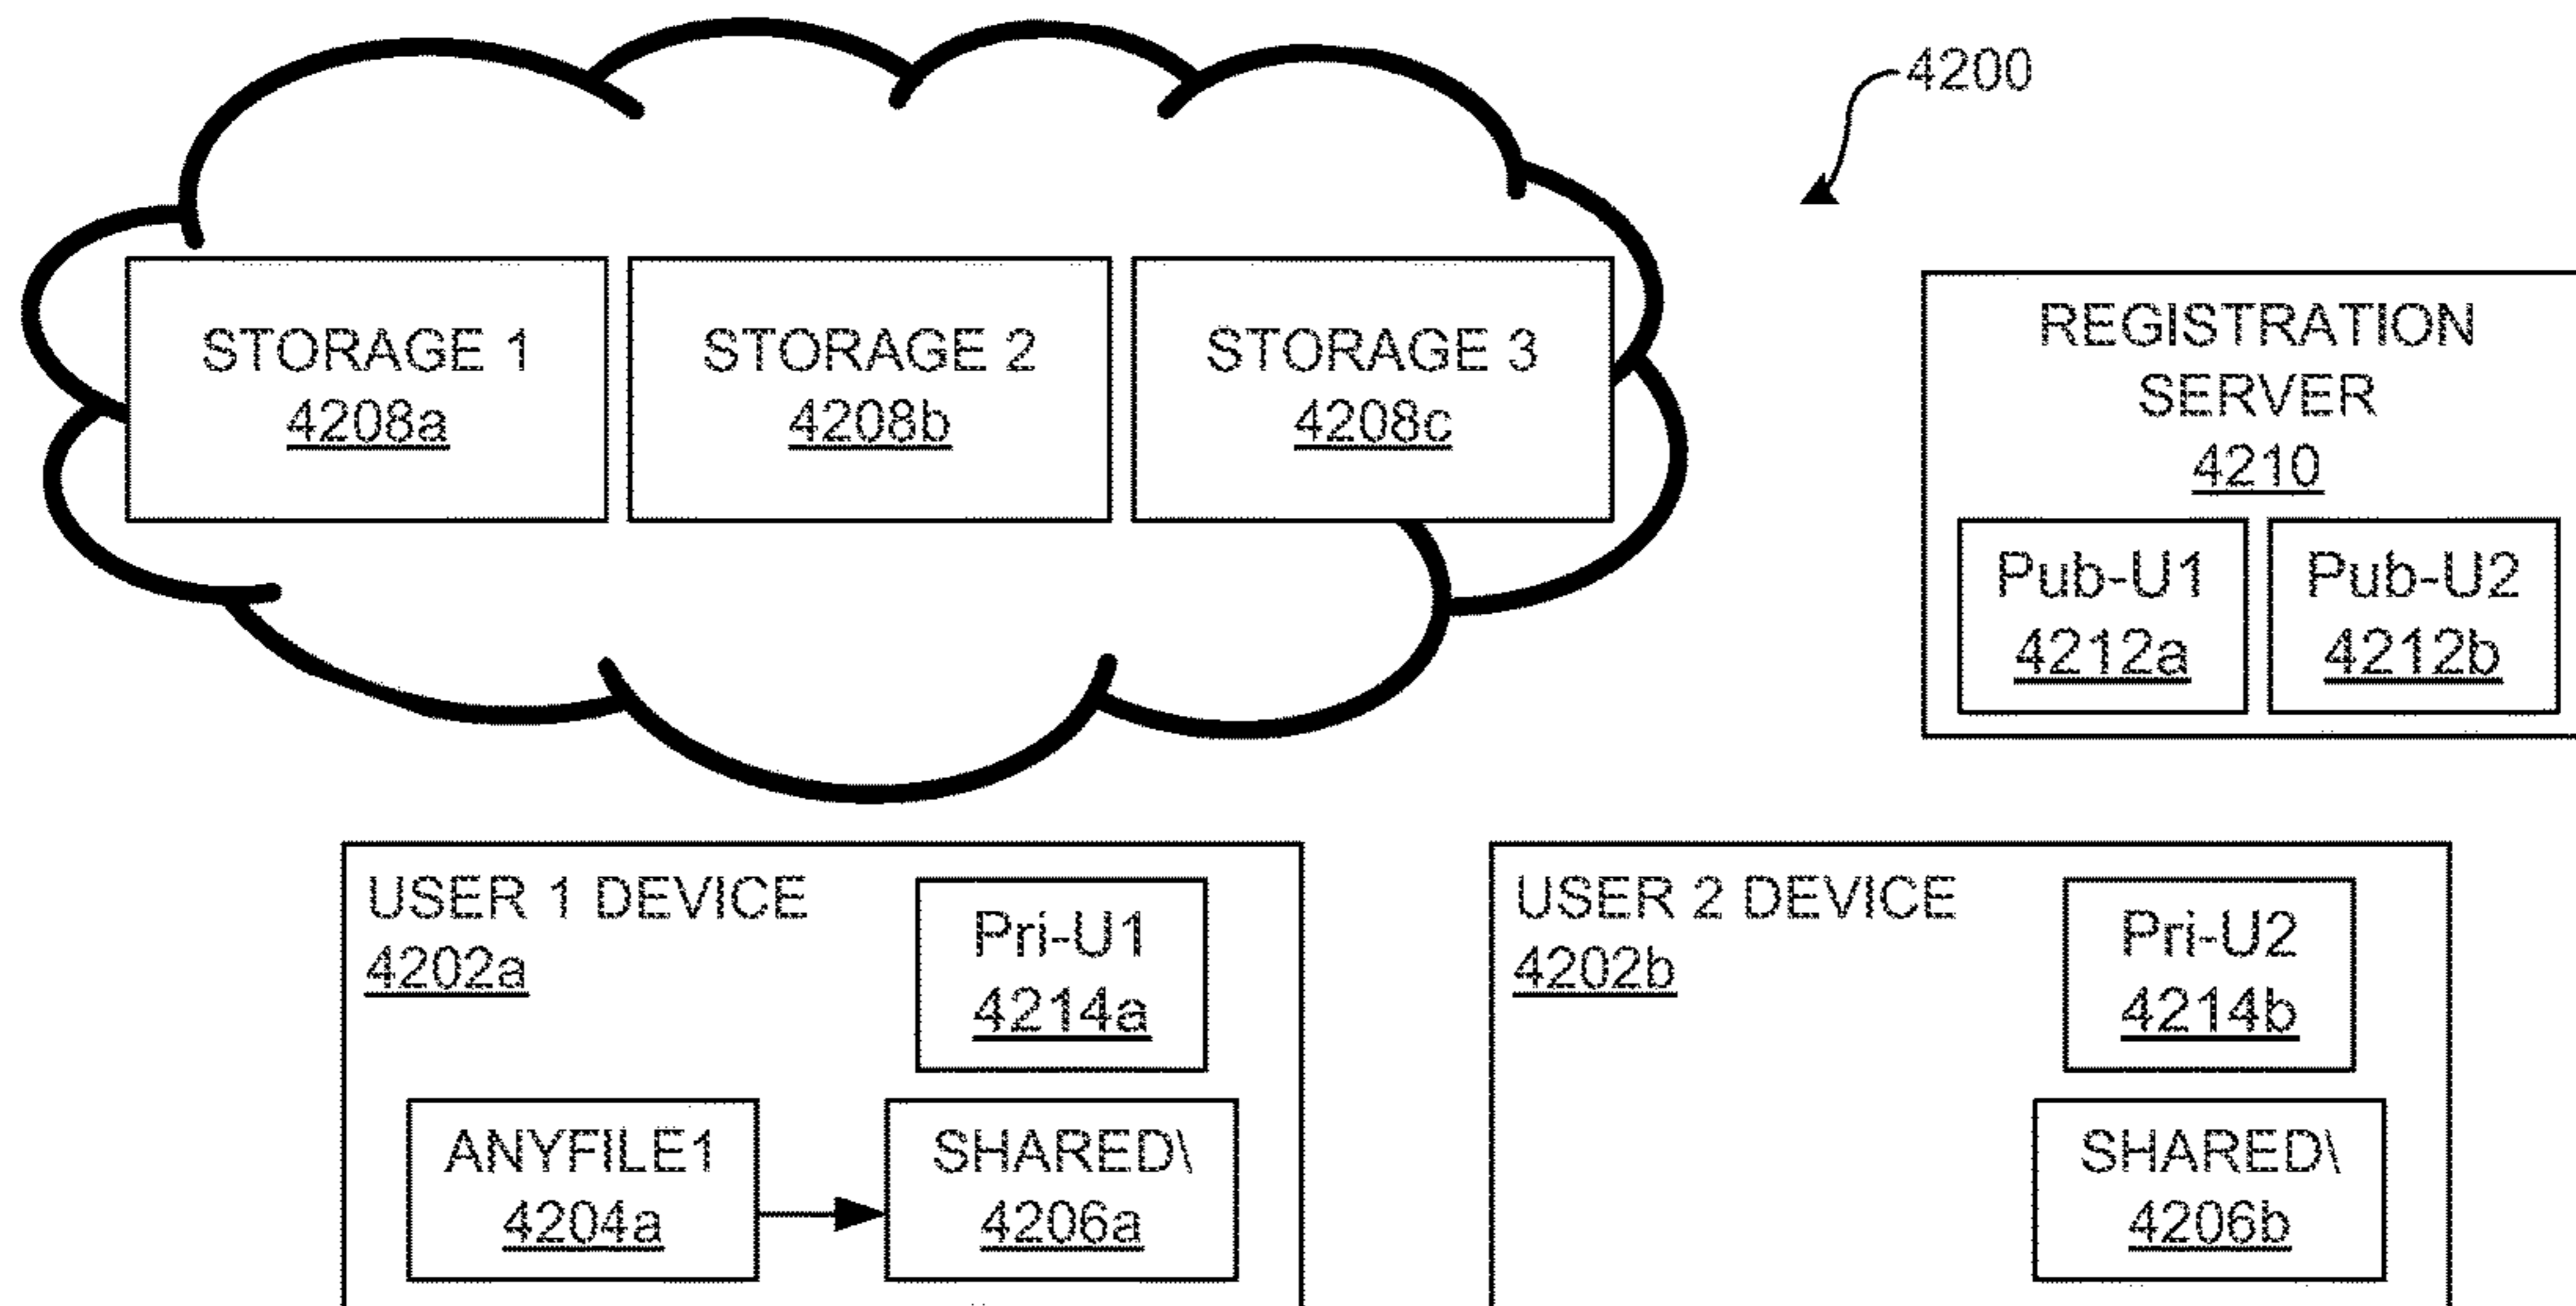 4200
STORAGE 1
4208a
STORAGE 2
4208b
STORAGE 3
4208c
REGISTRATION
SERVER
4210
Pub-U1
4212a
Pub-U2
4212b
USER 1 DEVICE
4202a
Pri-U1
4214a
ANYFILE1
4204a
SHARED\
4206a
USER 2 DEVICE
4202b
Pri-U2
4214b
SHARED\
4206b